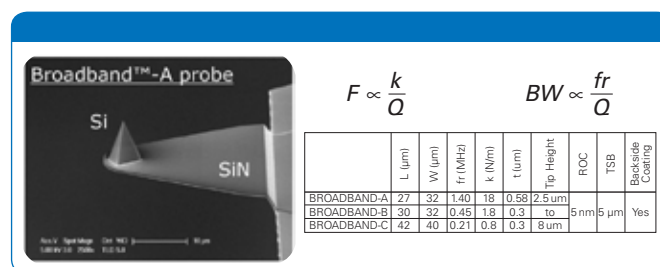 Broadband™-A probe
Si
SiN
10 µm
F ∝ k/Q
BW ∝ fr/Q
L (µm) W (µm) fr (MHz) k (N/m) t (um) Tip Height ROC TSB Backside Coating
BROADBAND-A 27 32 1.40 18 0.58 2.5 um
BROADBAND-B 30 32 0.45 1.8 0.3 to 5 nm 5 µm Yes
BROADBAND-C 42 40 0.21 0.8 0.3 8 um